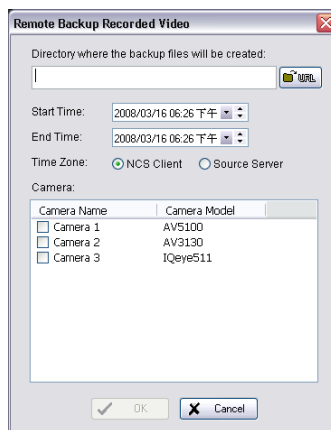 Remote Backup Recorded Video
Directory where the backup files will be created:
URL
Start Time: 2008/03/16 06:26 下午
End Time: 2008/03/16 06:26 下午
Time Zone: NCS Client Source Server
Camera:
Camera Name Camera Model
Camera 1 AV5100
Camera 2 AV3130
Camera 3 IQeye511
OK Cancel